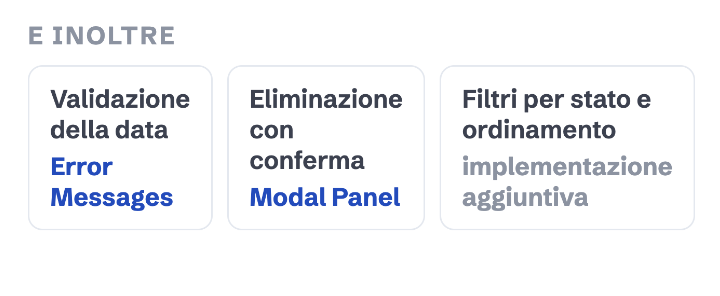 E INOLTRE
Validazione
della data
Error
Messages
Eliminazione
con
conferma
Modal Panel
Filtri per stato e
ordinamento
implementazione
aggiuntiva